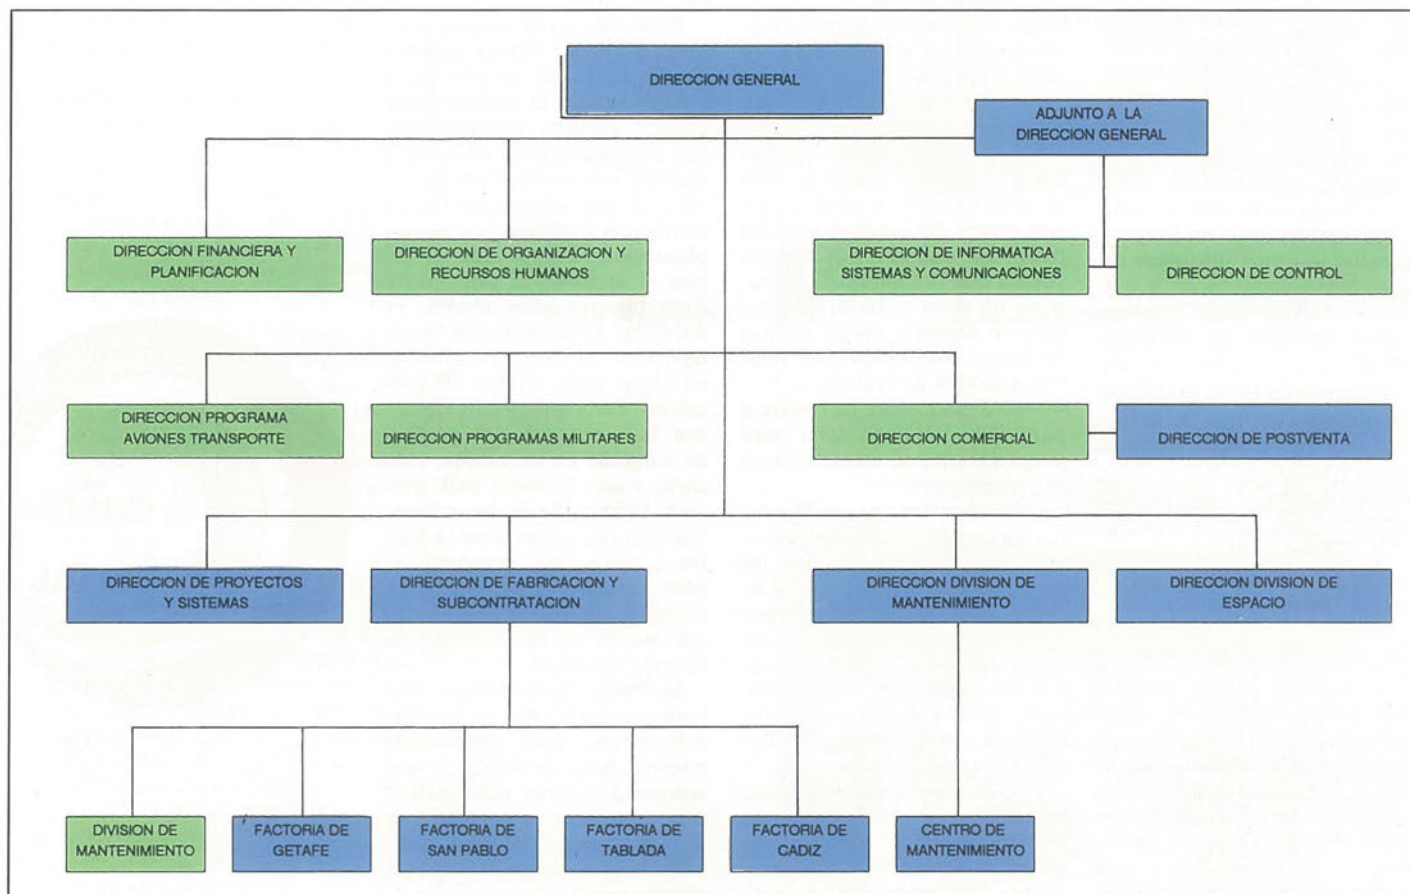 DIRECCION GENERAL
ADJUNTO A LA
DIRECCION GENERAL
DIRECCION FINANCIERA Y
PLANIFICACION
DIRECCION DE ORGANIZACION Y
RECURSOS HUMANOS
DIRECCION DE INFORMATICA
SISTEMAS Y COMUNICACIONES
DIRECCION DE CONTROL
DIRECCION PROGRAMA
AVIONES TRANSPORTE
DIRECCION PROGRAMAS MILITARES
DIRECCION COMERCIAL
DIRECCION DE POSTVENTA
DIRECCION DE PROYECTOS
Y SISTEMAS
DIRECCION DE FABRICACION Y
SUBCONTRATACION
DIRECCION DIVISION DE
MANTENIMIENTO
DIRECCION DIVISION DE
ESPACIO
DIVISION DE
MANTENIMIENTO
FACTORIA DE
GETAFE
FACTORIA DE
SAN PABLO
FACTORIA DE
TABLADA
FACTORIA DE
CADIZ
CENTRO DE
MANTENIMIENTO